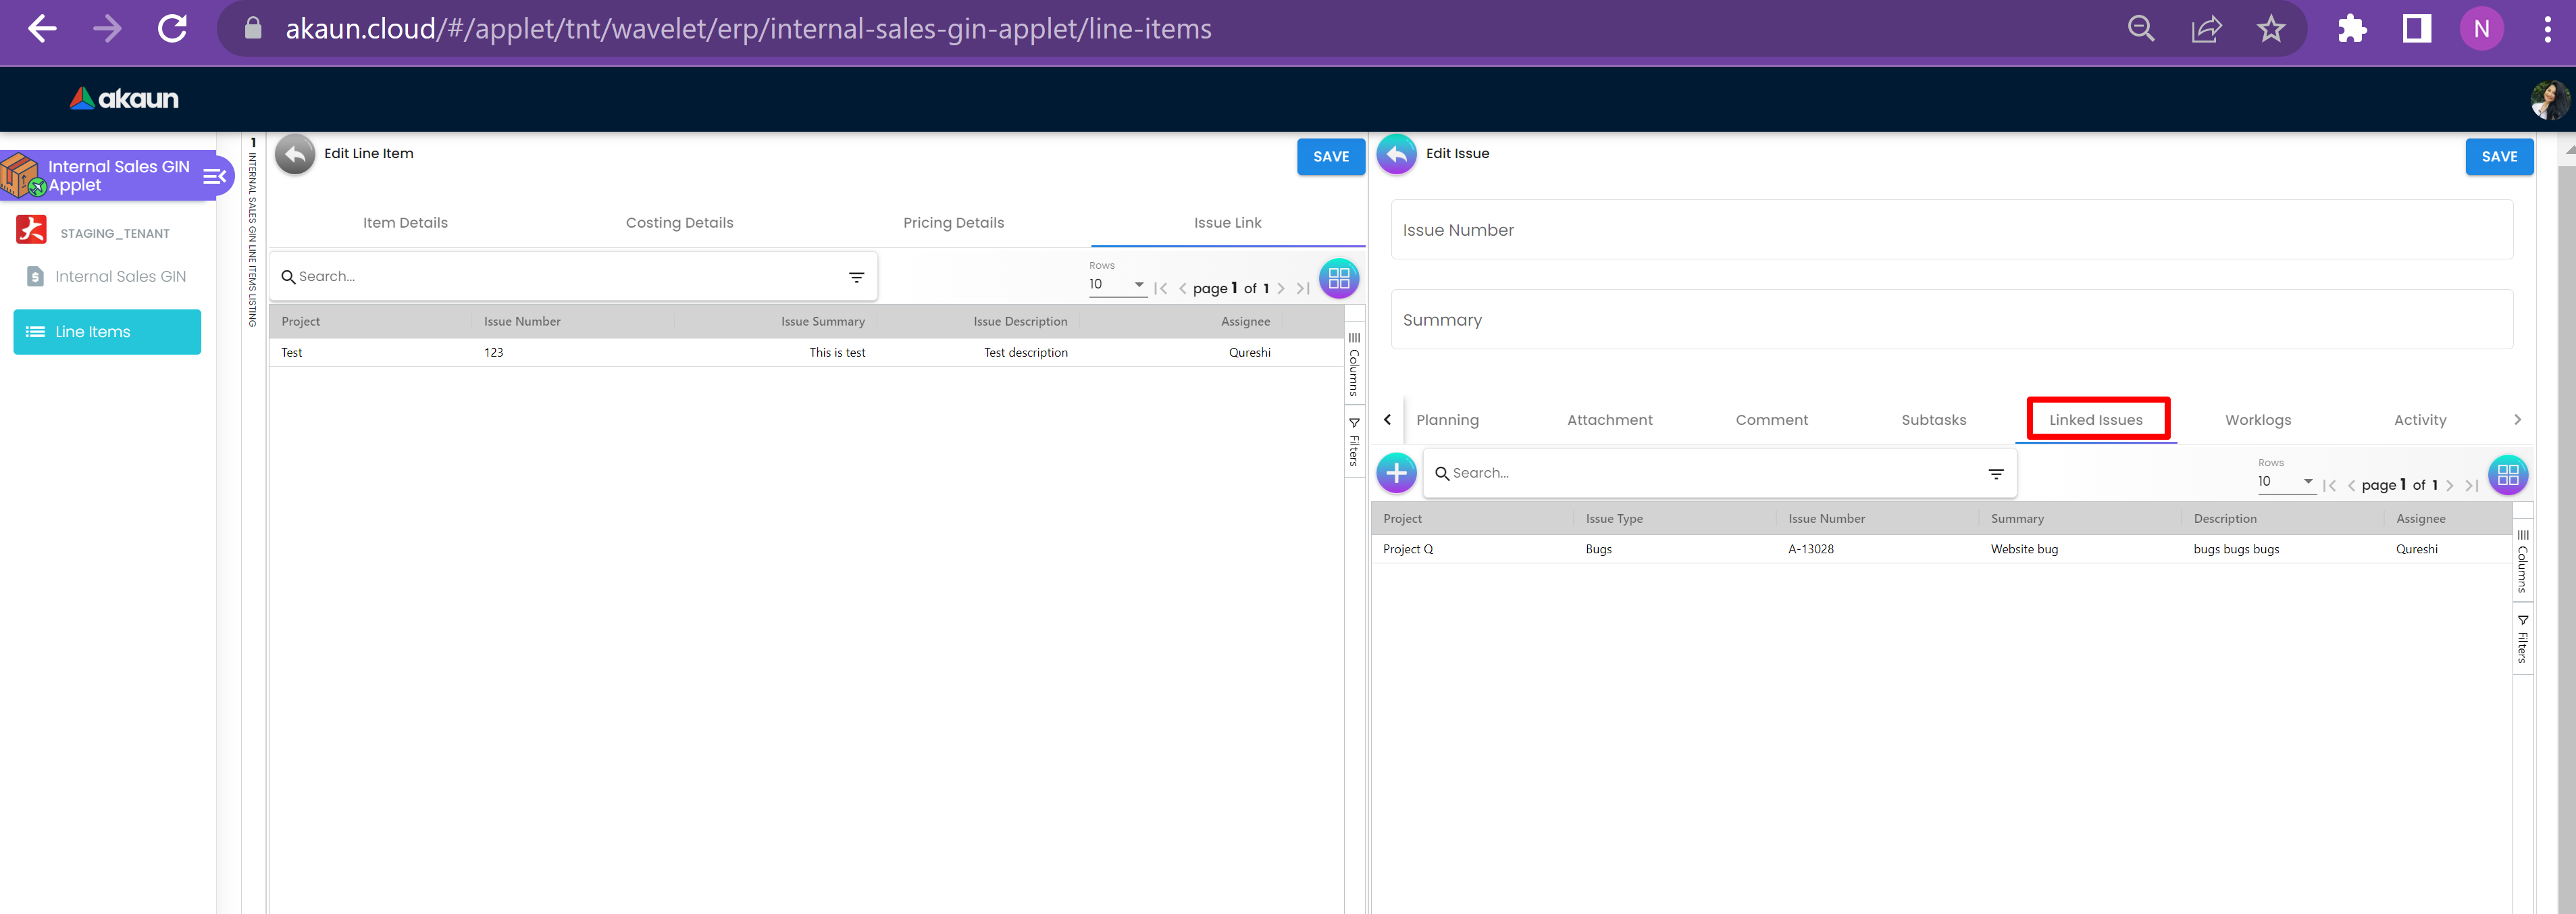 akaun.cloud/#/applet/tnt/wavelet/erp/internal-sales-gin-applet/line-items
N
akaun
Internal Sales GIN
Applet
STAGING_TENANT
Internal Sales GIN
Line Items
1 INTERNAL SALES GIN LINE ITEMS LISTING
Edit Line Item
SAVE
Item Details Costing Details Pricing Details Issue Link
Search...
Rows
10
page 1 of 1
Project Issue Number Issue Summary Issue Description Assignee
Test 123 This is test Test description Qureshi
Columns
Filters
Edit Issue
SAVE
Issue Number
Summary
Planning Attachment Comment Subtasks Linked Issues Worklogs Activity
Search...
Rows
10
page 1 of 1
Project Issue Type Issue Number Summary Description Assignee
Project Q Bugs A-13028 Website bug bugs bugs bugs Qureshi
Columns
Filters